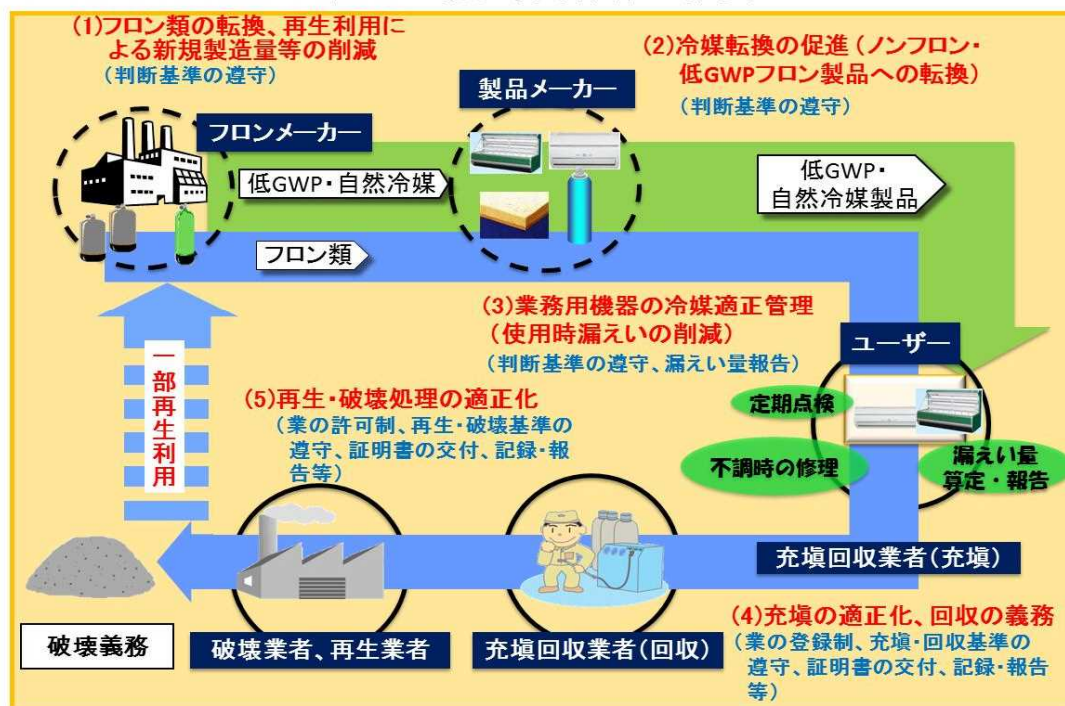 (1)フロン類の転換、再生利用に
よる新規製造量等の削減
(判断基準の遵守)
(2)冷媒転換の促進(ノンフロン・
低GWPフロン製品への転換)
(判断基準の遵守)
製品メーカー
フロンメーカー
低GWP・自然冷媒
低GWP・
自然冷媒製品
フロン類
(3)業務用機器の冷媒適正管理
(使用時漏えいの削減)
(判断基準の遵守、漏えい量報告)
ユーザー
定期点検
不調時の修理
漏えい量
算定・報告
一部再生利用
(5)再生・破壊処理の適正化
(業の許可制、再生・破壊基準の
遵守、証明書の交付、記録・報
告等)
充塡回収業者(充塡)
(4)充塡の適正化、回収の義務
(業の登録制、充塡・回収基準の
遵守、証明書の交付、記録・報告
等)
破壊義務
破壊業者、再生業者
充塡回収業者(回収)